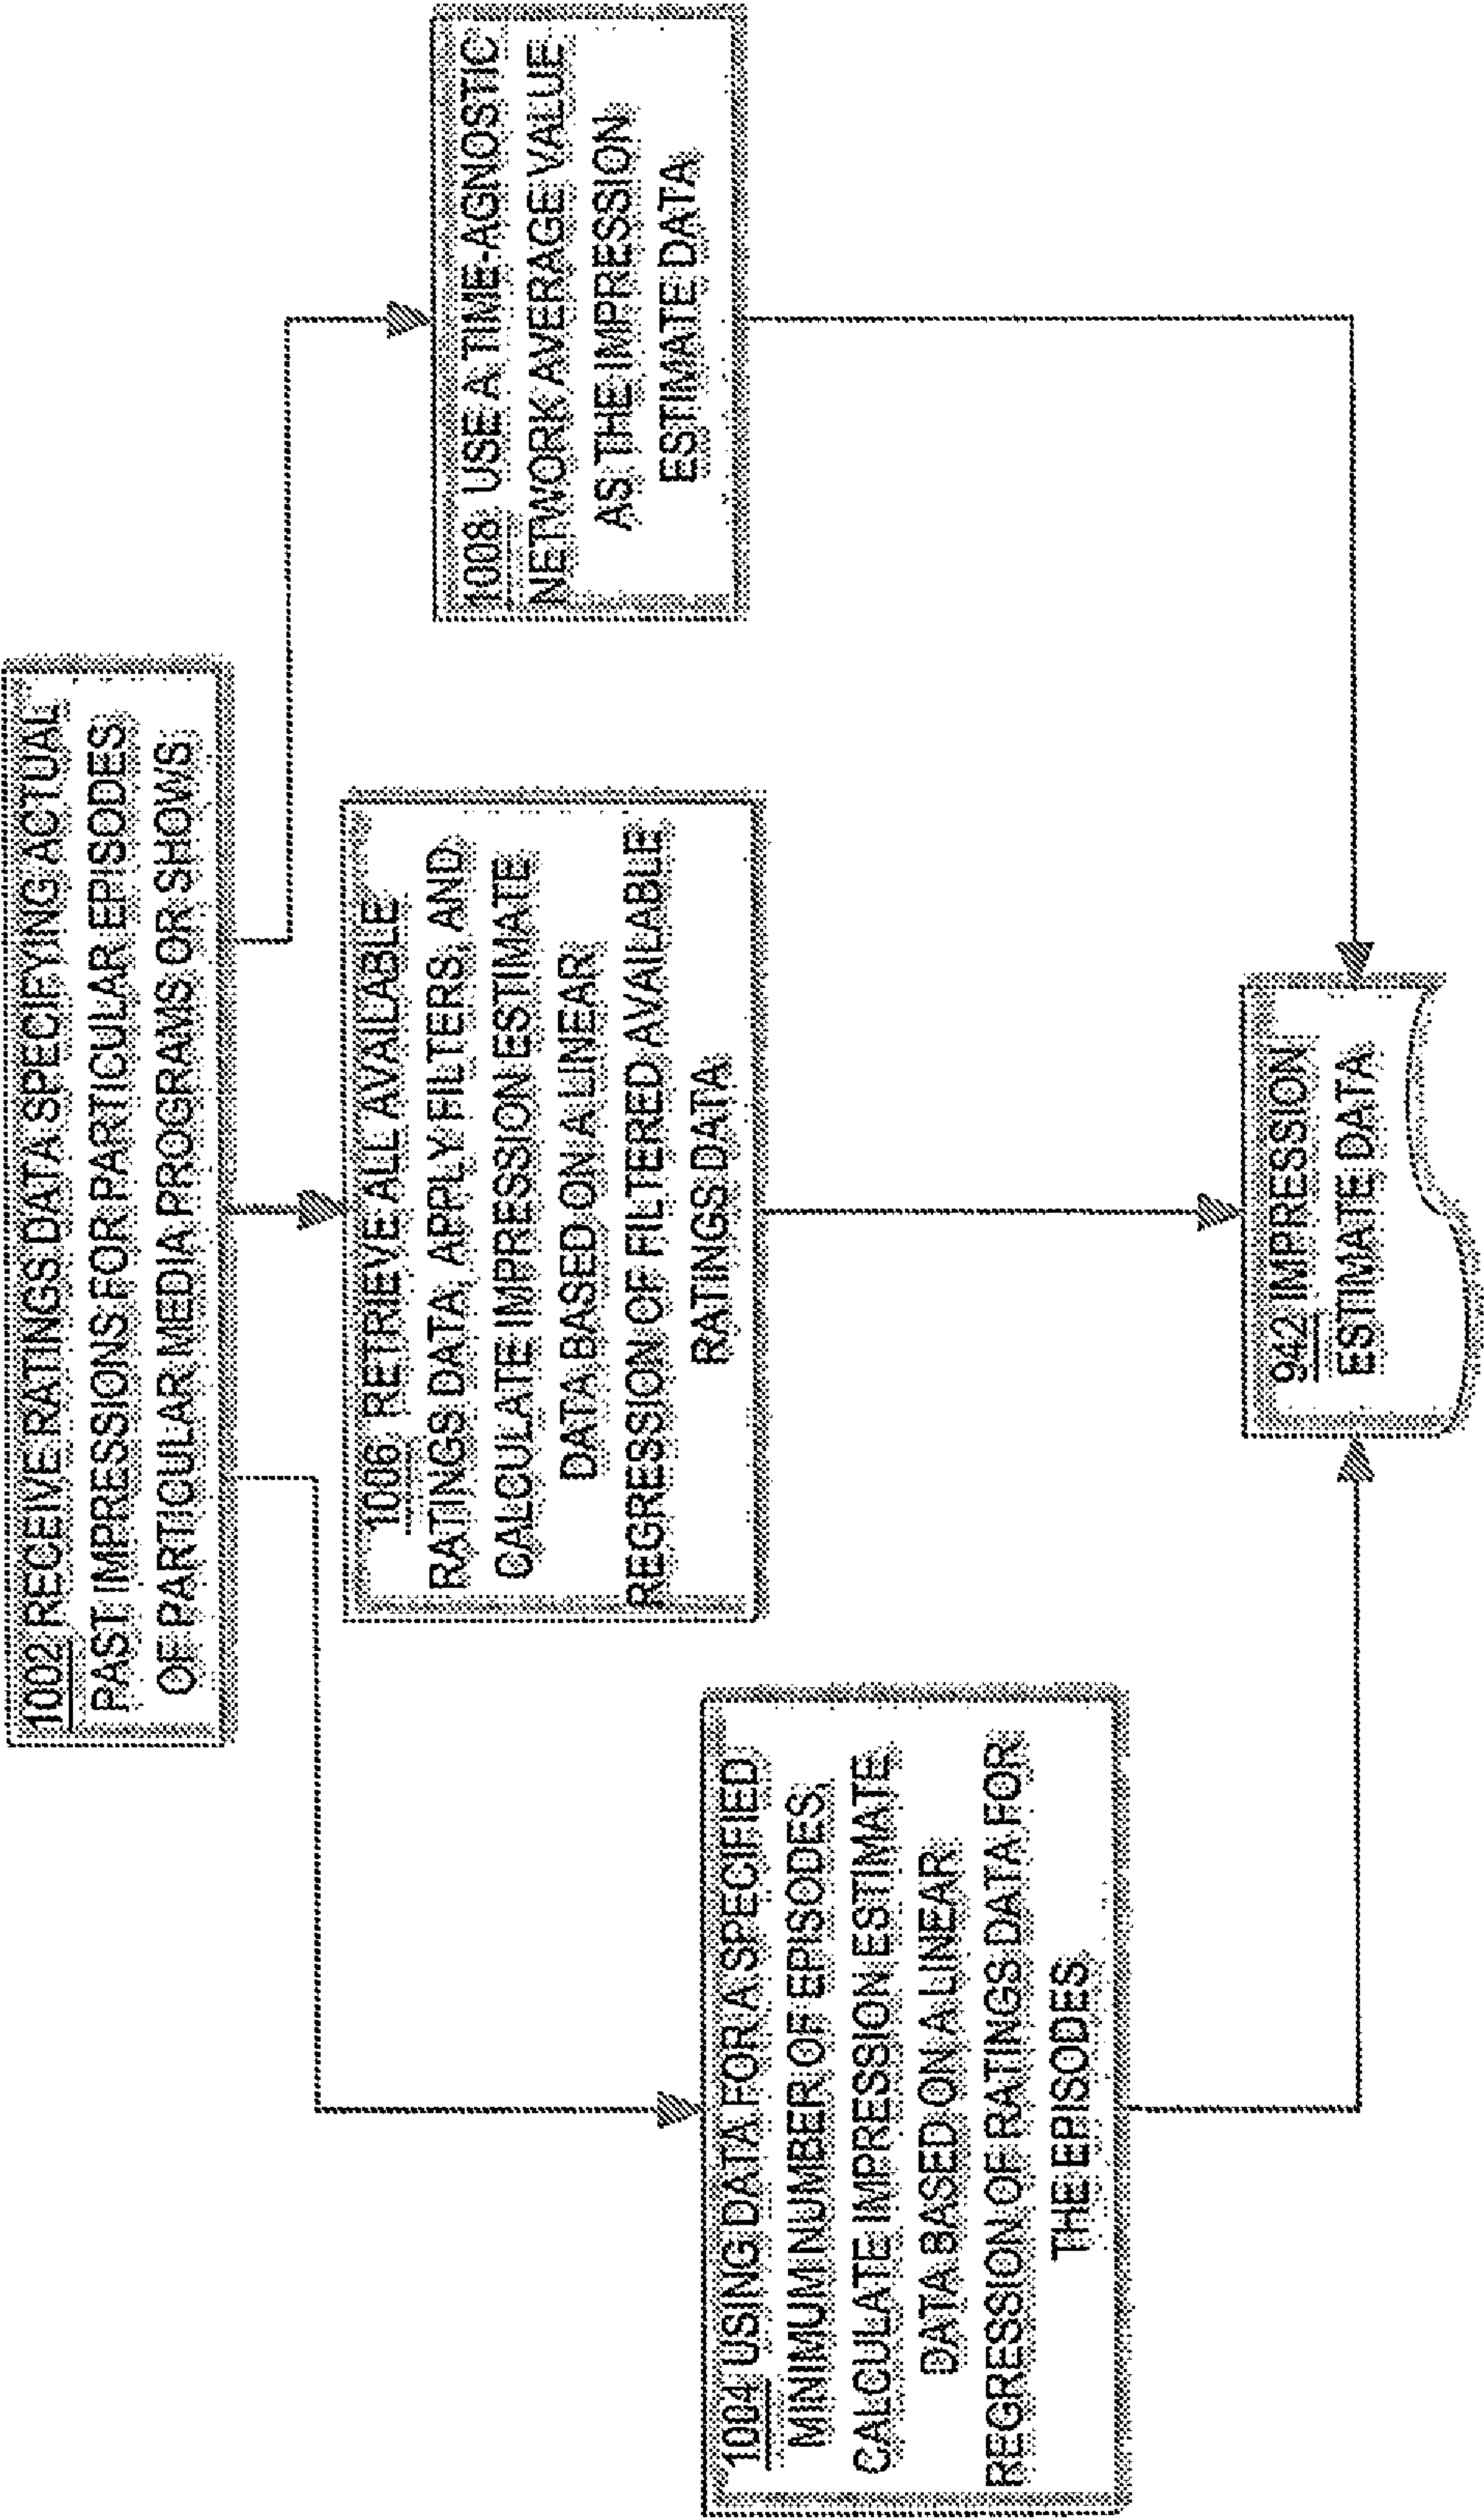 1002 RECEIVE RATINGS DATA SPECIFYING ACTUAL
PAST IMPRESSIONS FOR PARTICULAR EPISODES
OF PARTICULAR MEDIA PROGRAMS OR SHOWS
1004 USING DATA FOR A SPECIFIED
MINIMUM NUMBER OF EPISODES,
CALCULATE IMPRESSION ESTIMATE
DATA BASED ON A LINEAR
REGRESSION OF RATINGS DATA FOR
THE EPISODES
1006 RETRIEVE ALL AVAILABLE
RATINGS DATA, APPLY FILTERS, AND
CALCULATE IMPRESSION ESTIMATE
DATA BASED ON A LINEAR
REGRESSION OF FILTERED AVAILABLE
RATINGS DATA
1008 USE A TIME-AGNOSTIC
NETWORK AVERAGE VALUE
AS THE IMPRESSION
ESTIMATE DATA
942 IMPRESSION
ESTIMATE DATA